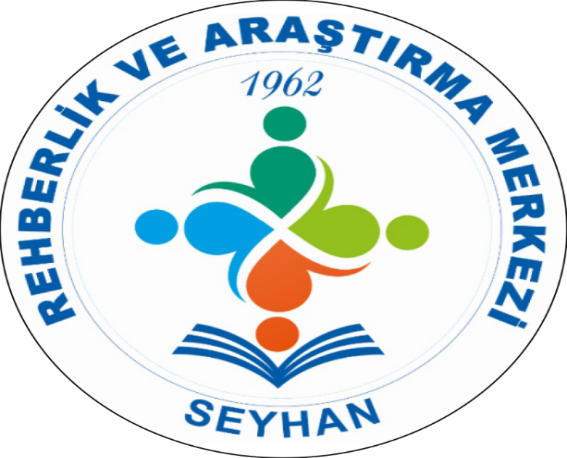 REHBERLİK VE ARAŞTIRMA MERKEZİ
1962
SEYHAN